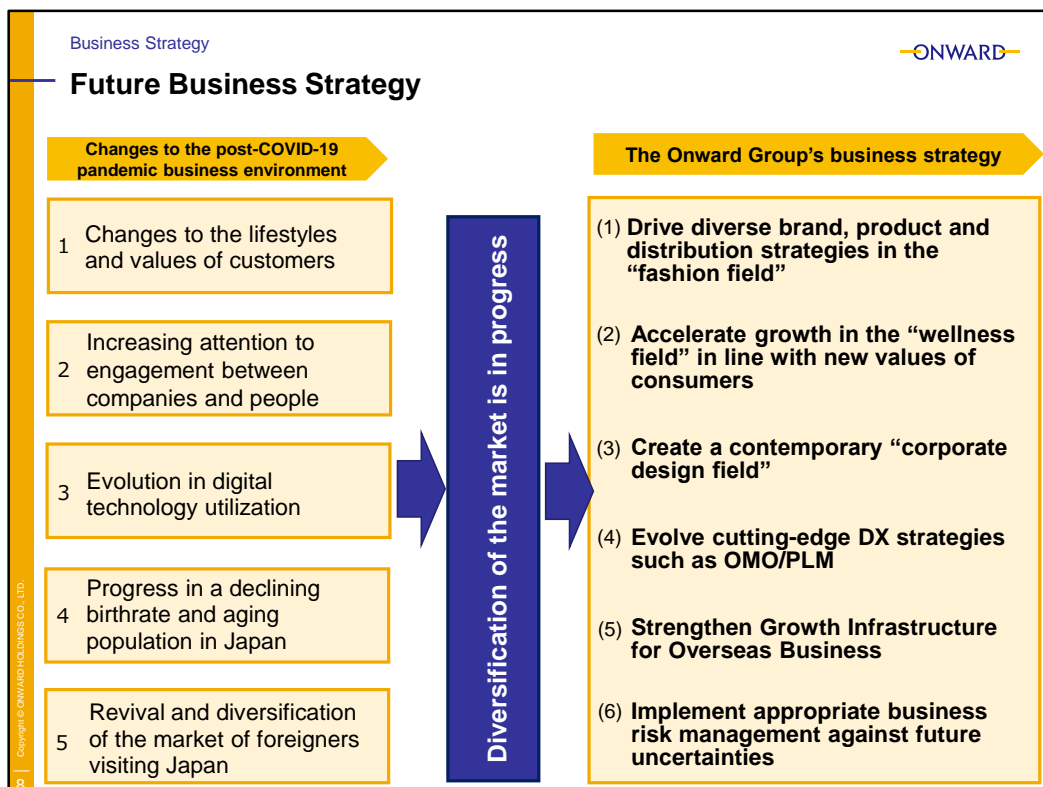 Business Strategy
ONWARD
Future Business Strategy
Changes to the post-COVID-19
pandemic business environment
1
Changes to the lifestyles
and values of customers
2
Increasing attention to
engagement between
companies and people
3
Evolution in digital
technology utilization
4
Progress in a declining
birthrate and aging
population in Japan
5
Revival and diversification
of the market of foreigners
visiting Japan
Diversification of the market is in progress
The Onward Group’s business strategy
(1) Drive diverse brand, product and
distribution strategies in the
“fashion field”
(2) Accelerate growth in the “wellness
field” in line with new values of
consumers
(3) Create a contemporary “corporate
design field”
(4) Evolve cutting-edge DX strategies
such as OMO/PLM
(5) Strengthen Growth Infrastructure
for Overseas Business
(6) Implement appropriate business
risk management against future
uncertainties
Copyright © ONWARD HOLDINGS CO., LTD.